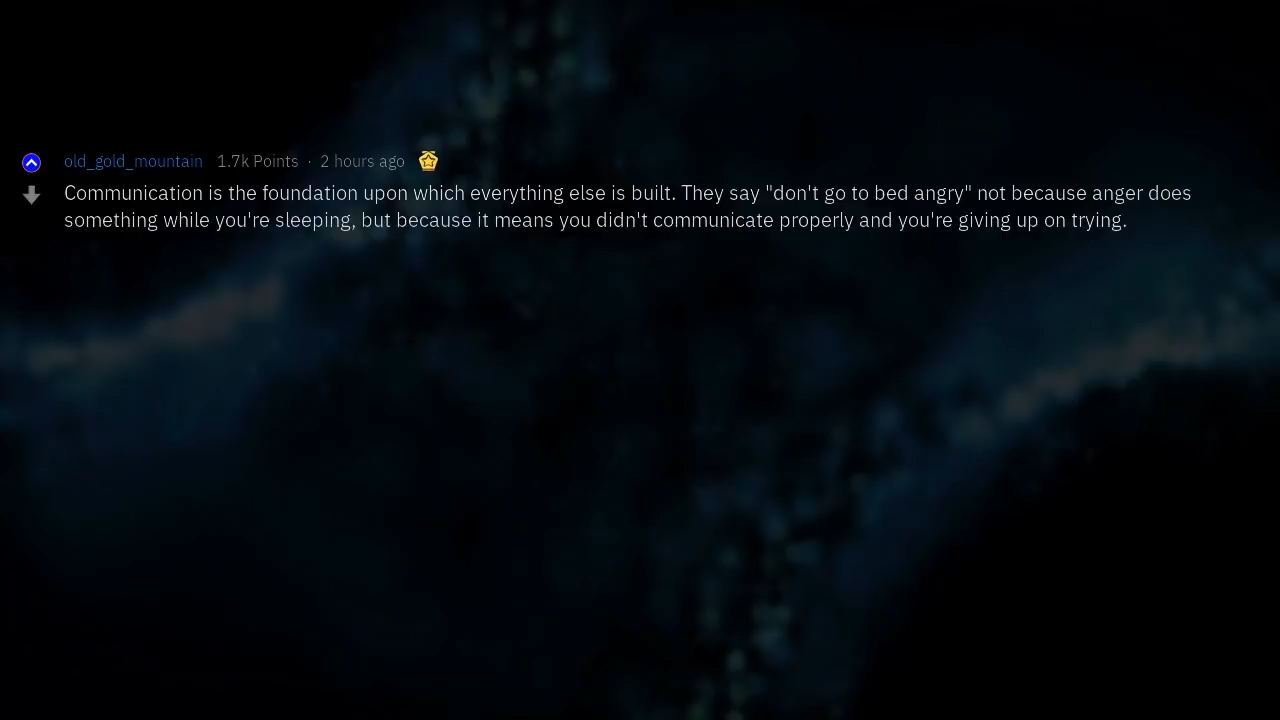 old_gold_mountain 1.7k Points · 2 hours ago
Communication is the foundation upon which everything else is built. They say "don't go to bed angry" not because anger does
something while you're sleeping, but because it means you didn't communicate properly and you're giving up on trying.